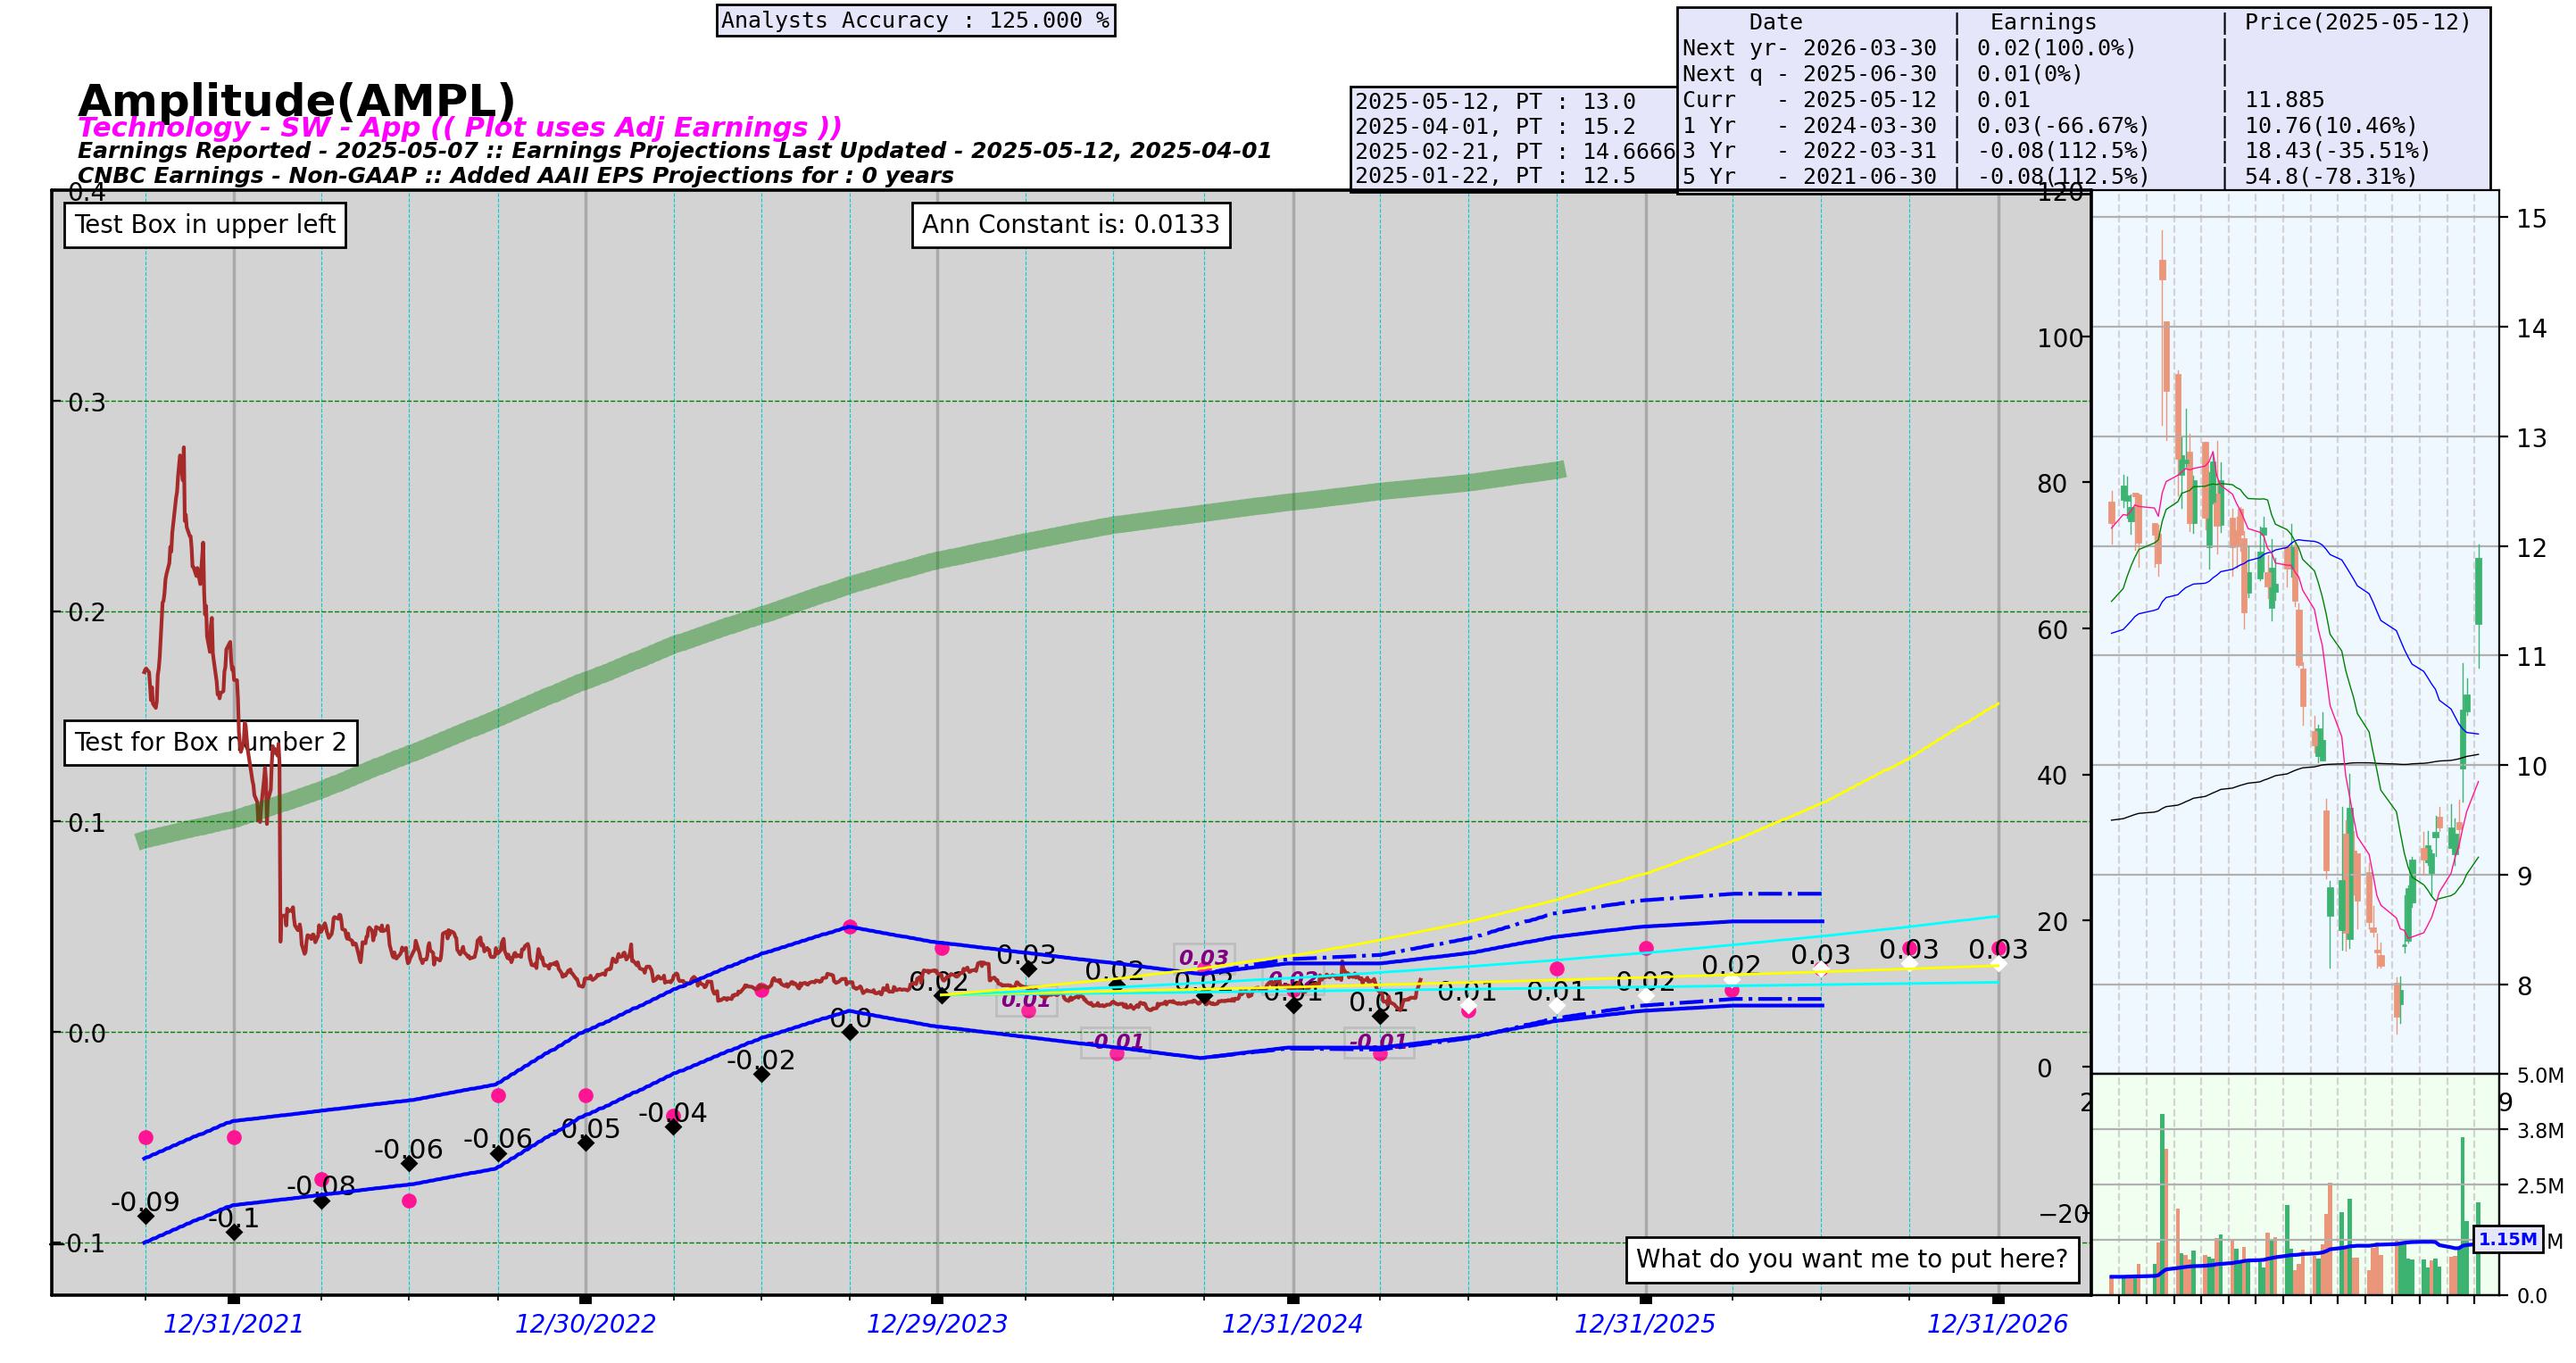 Analysts Accuracy : 125.000 %
Date | Earnings | Price(2025-05-12)
Next yr- 2026-03-30 | 0.02(100.0%) |
Next q - 2025-06-30 | 0.01(0%) |
Curr - 2025-05-12 | 0.01 | 11.885
1 Yr - 2024-03-30 | 0.03(-66.67%) | 10.76(10.46%)
3 Yr - 2022-03-31 | -0.08(112.5%) | 18.43(-35.51%)
5 Yr - 2021-06-30 | -0.08(112.5%) | 54.8(-78.31%)
2025-05-12, PT : 13.0
2025-04-01, PT : 15.2
2025-02-21, PT : 14.6666
2025-01-22, PT : 12.5
Amplitude(AMPL)
Technology - SW - App (( Plot uses Adj Earnings ))
Earnings Reported - 2025-05-07 :: Earnings Projections Last Updated - 2025-05-12, 2025-04-01
CNBC Earnings - Non-GAAP :: Added AAII EPS Projections for : 0 years
Test Box in upper left
Ann Constant is: 0.0133
Test for Box number 2
What do you want me to put here?
0.4
0.3
0.2
0.1
0.0
−0.1
-0.09
-0.1
-0.08
-0.06
-0.06
-0.05
-0.04
-0.02
0.0
0.02
0.03
0.02
0.02
0.01
0.01
0.01
0.01
0.02
0.02
0.03
0.03
0.03
0.01
-0.01
0.03
0.02
-0.01
120
100
80
60
40
20
0
−20
15
14
13
12
11
10
9
8
5.0M
3.8M
2.5M
1.15M
M
0.0
2
9
12/31/2021
12/30/2022
12/29/2023
12/31/2024
12/31/2025
12/31/2026